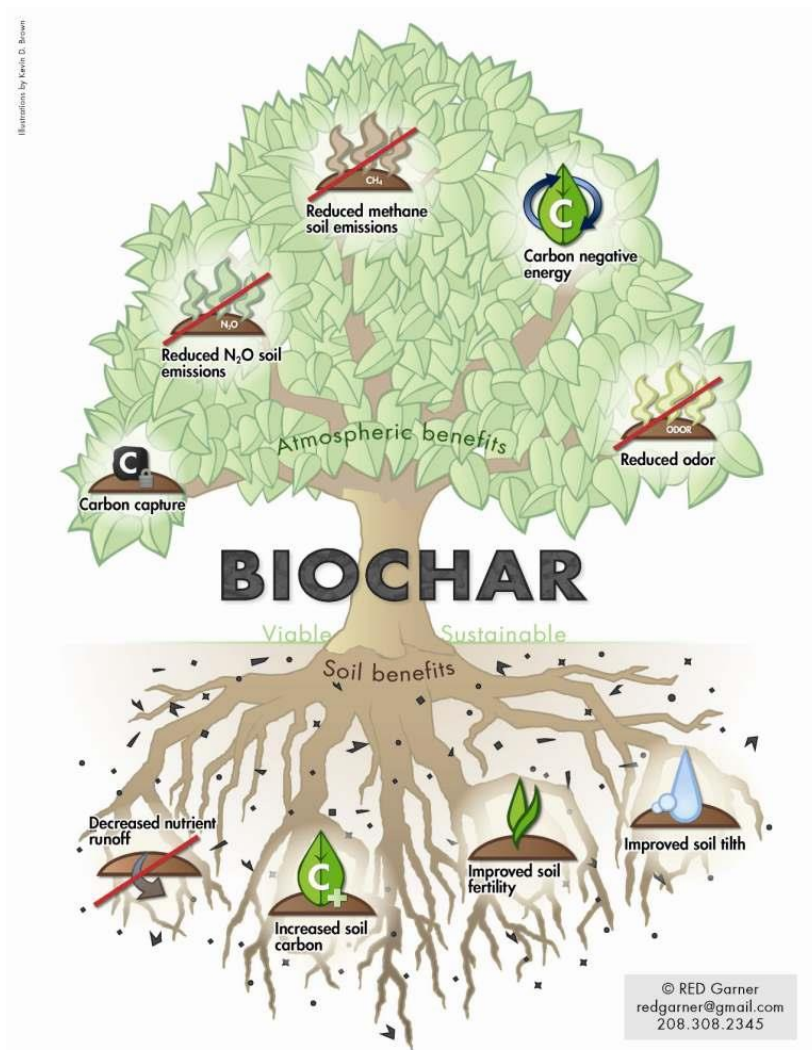 Illustrations by Kevin D. Brown
CH₄
Reduced methane
soil emissions
C
Carbon negative
energy
N₂O
Reduced N₂O soil
emissions
ODOR
Reduced odor
Atmospheric benefits
C
Carbon capture
BIOCHAR
Viable Sustainable
Soil benefits
Decreased nutrient
runoff
C+
Increased soil
carbon
Improved soil
fertility
Improved soil tilth
© RED Garner
redgarner@gmail.com
208.308.2345